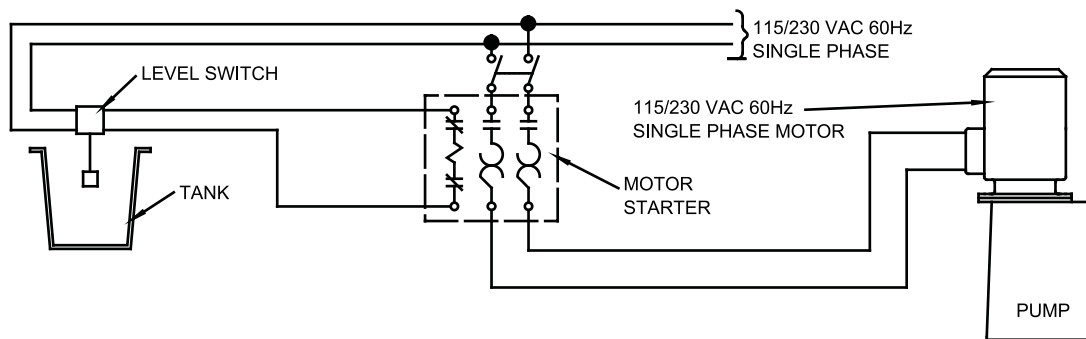 115/230 VAC 60Hz
SINGLE PHASE
LEVEL SWITCH
115/230 VAC 60Hz
SINGLE PHASE MOTOR
TANK
MOTOR
STARTER
PUMP